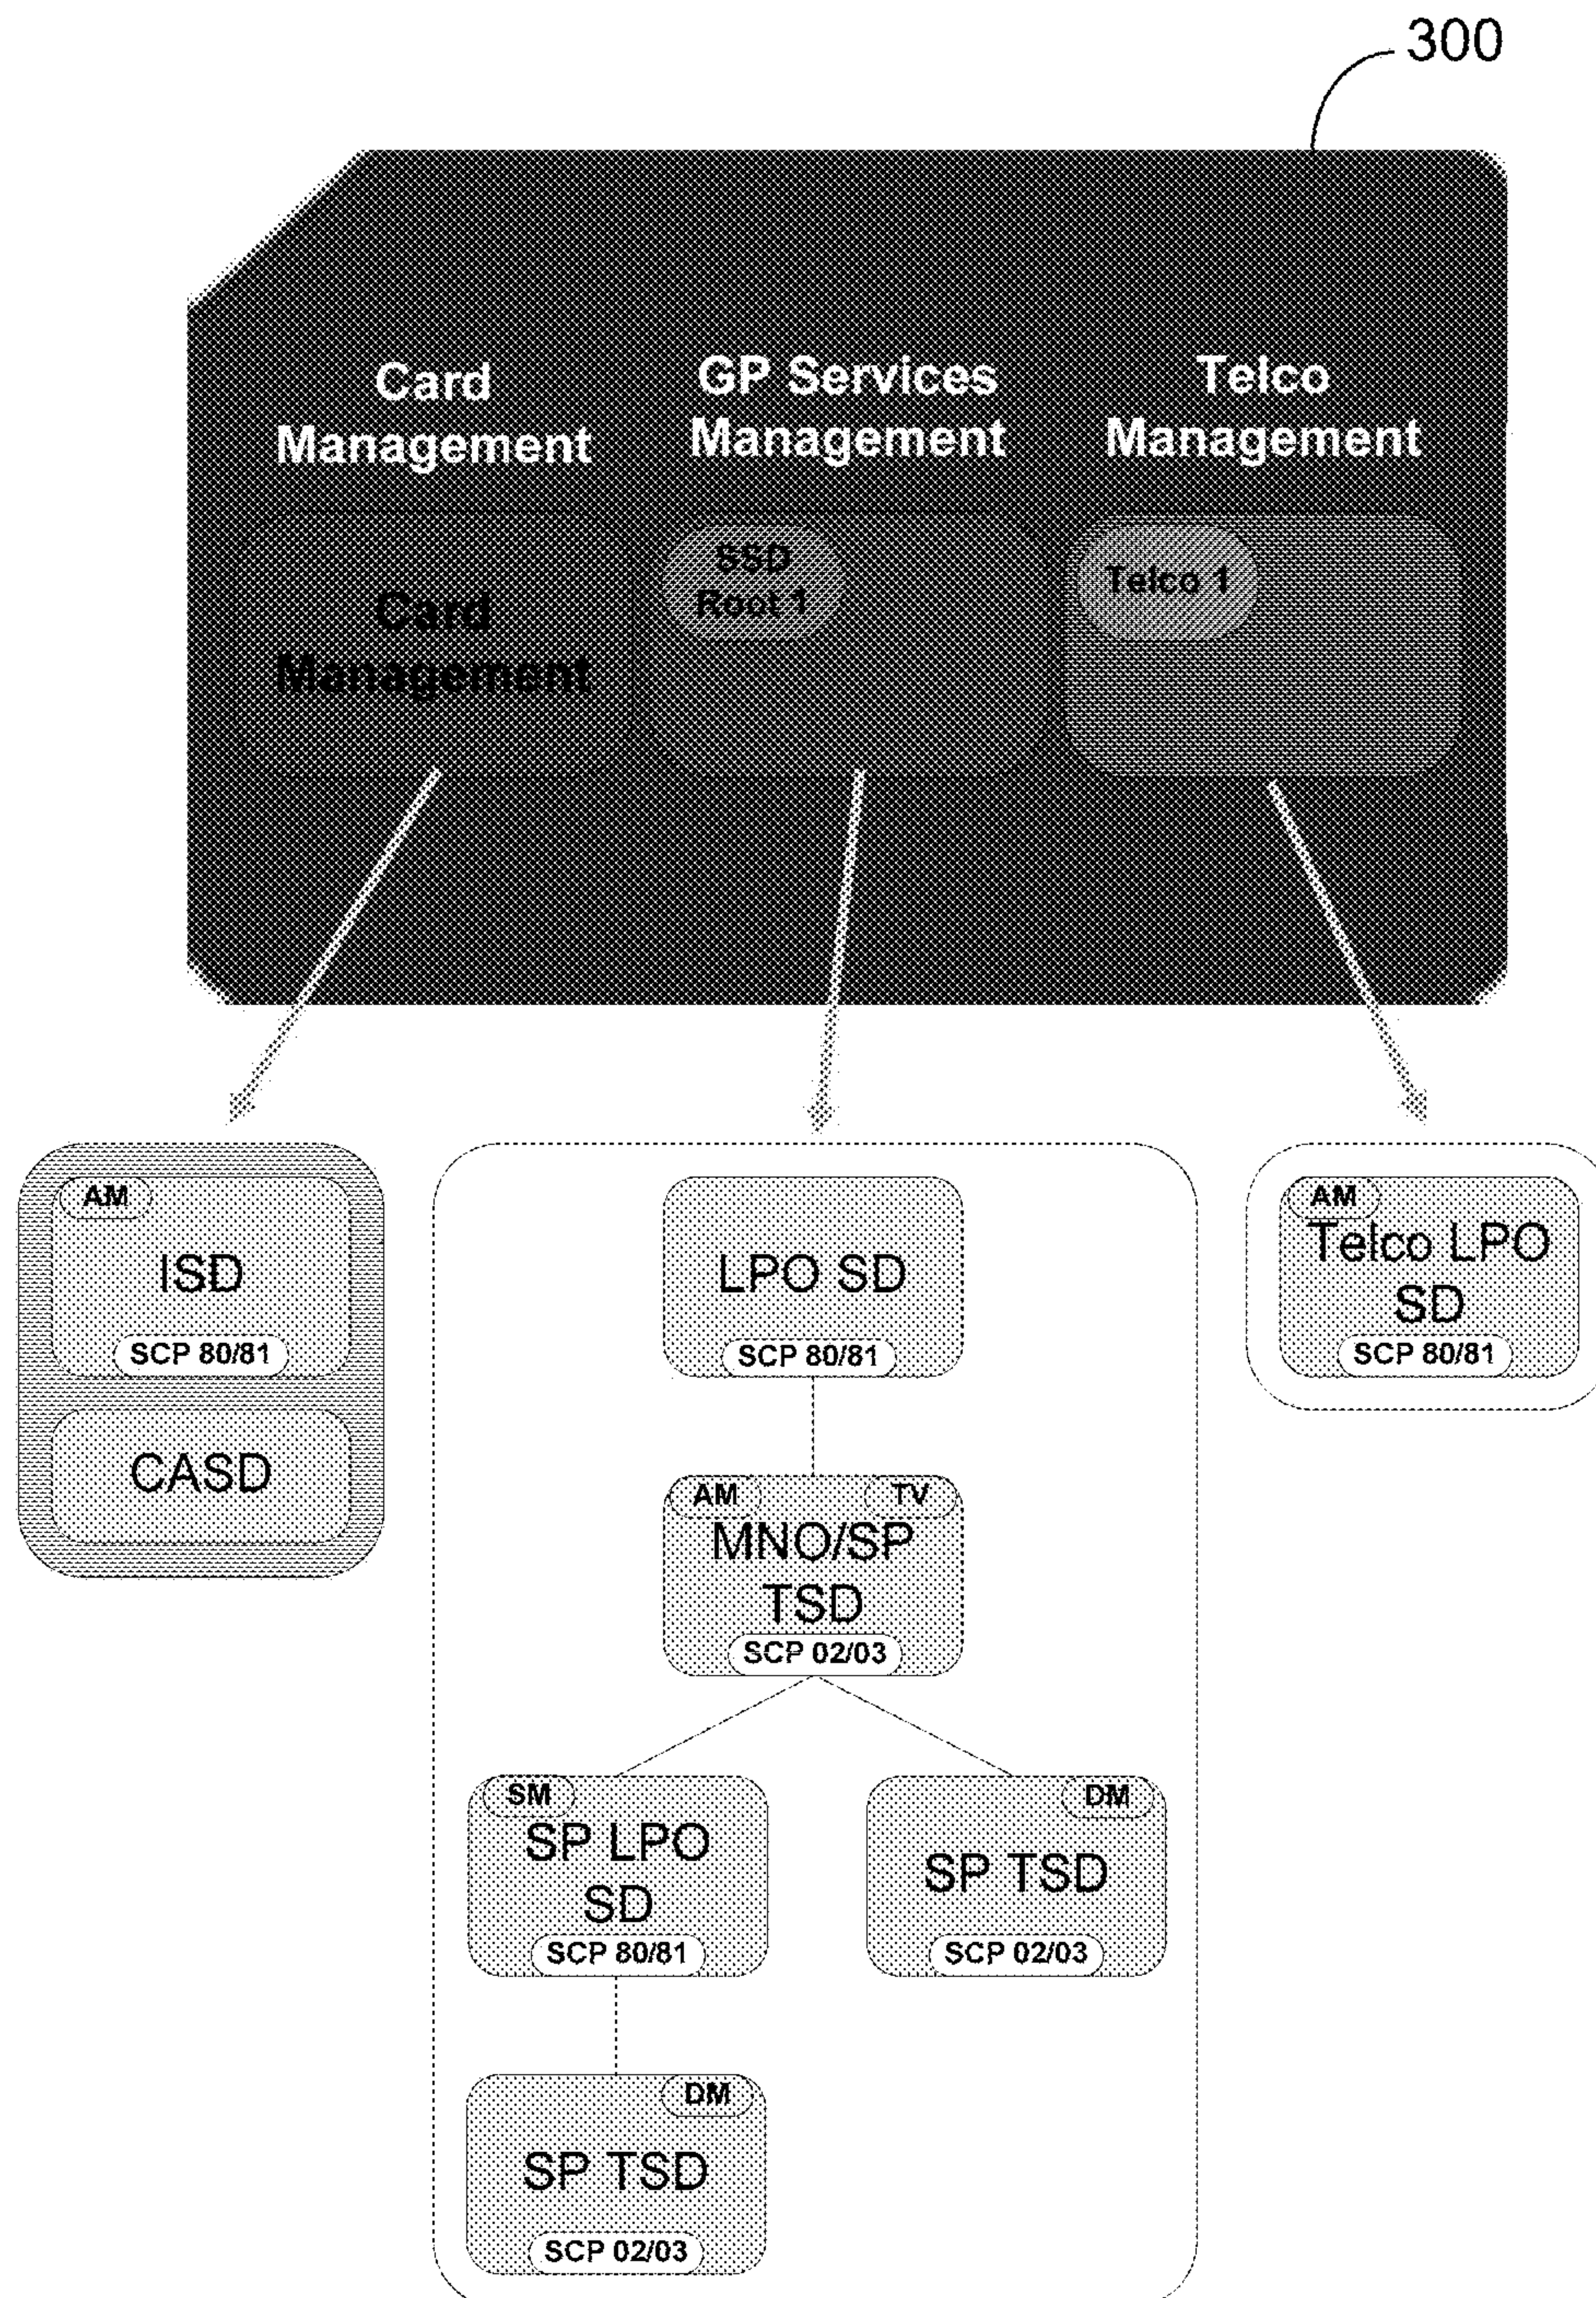 300
Card
Management
GP Services
Management
Telco
Management
Card
Management
SSD
Root 1
Telco 1
AM
ISD
SCP 80/81
CASD
LPO SD
SCP 80/81
AM
TV
MNO/SP
TSD
SCP 02/03
SM
SP LPO
SD
SCP 80/81
DM
SP TSD
SCP 02/03
DM
SP TSD
SCP 02/03
AM
Telco LPO
SD
SCP 80/81